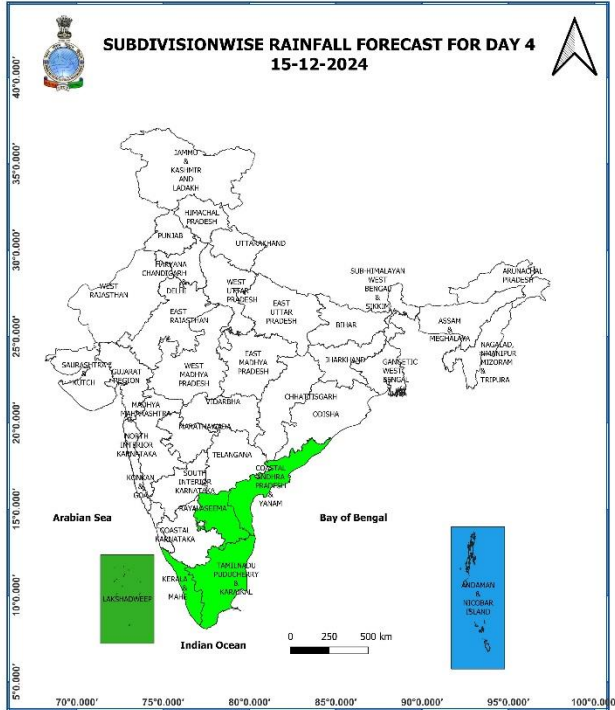 SUBDIVISIONWISE RAINFALL FORECAST FOR DAY 4
15-12-2024
40°0.000'
35°0.000'
30°0.000'
25°0.000'
20°0.000'
15°0.000'
10°0.000'
5°0.000'
JAMMO
&
KASHMIR
AND
LADAKH
HIMACHAL
PRADESH
PUNJAB
UTTARAKHAND
HARYANA
CHANDIGARH
DELHI
WEST
RAJASTHAN
WEST
UTTAR
PRADESH
EAST
RAJASTHAN
EAST
UTTAR
PRADESH
SUB-HIMALAYAN
WEST
BENGAL
&
SIKKIM
ARUNACHAL
PRADESH
ASSAM
&
MEGHALAYA
NAGALAD,
MANIPUR
MIZORAM
&
TRIPURA
BIHAR
JHARKHAND
GANGETIC
WEST
BENGAL
SAURASHTRA
&
KUTCH
GUJARAT
REGION
WEST
MADHYA
PRADESH
EAST
MADHYA
PRADESH
CHHATTISGARH
ODISHA
MADHYA
MAHARASHTRA
VIDARBHA
MARATHAWADA
NORTH
INTERIOR
KARNATAKA
TELANGANA
KONKAN
&
GOA
SOUTH
INTERIOR
KARNATAKA
COASTAL
ANDHRA
PRADESH
&
YANAM
RAYALASEEMA
COASTAL
KARNATAKA
Arabian Sea
Bay of Bengal
LAKSHADWEEP
KERALA
&
MAHE
TAMILNADU
PUDUCHERRY
&
KARAIKAL
ANDAMAN
&
NICOBAR
ISLAND
Indian Ocean
0 250 500 km
70°0.000' 75°0.000' 80°0.000' 85°0.000' 90°0.000' 95°0.000' 100°0.000'